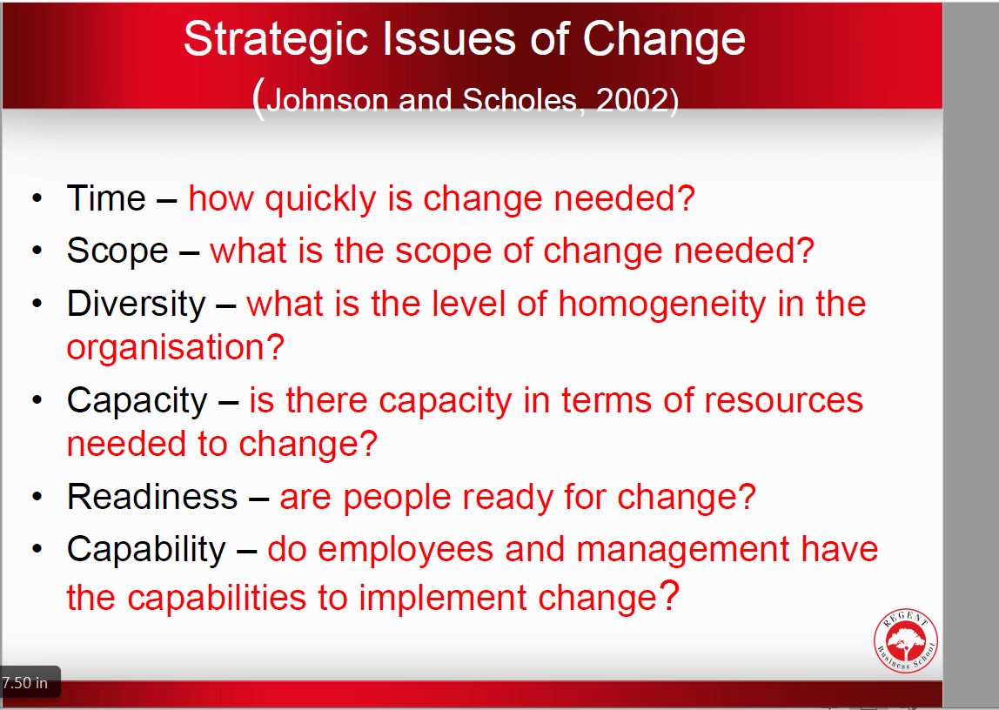 Strategic Issues of Change
(Johnson and Scholes, 2002)
• Time – how quickly is change needed?
• Scope – what is the scope of change needed?
• Diversity – what is the level of homogeneity in the
organisation?
• Capacity – is there capacity in terms of resources
needed to change?
• Readiness – are people ready for change?
• Capability – do employees and management have
the capabilities to implement change?
REGENT
Business School
7.50 in